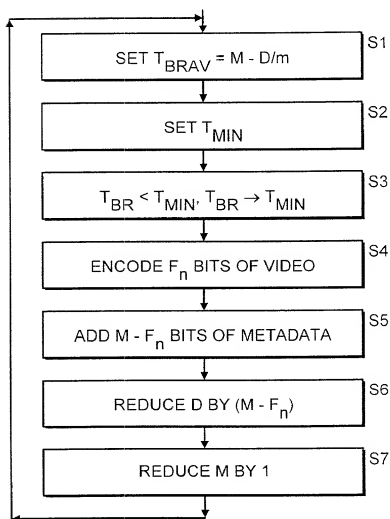 S1
SET T_BRAV = M - D/m
S2
SET T_MIN
S3
T_BR < T_MIN, T_BR → T_MIN
S4
ENCODE F_n BITS OF VIDEO
S5
ADD M - F_n BITS OF METADATA
S6
REDUCE D BY (M - F_n)
S7
REDUCE M BY 1